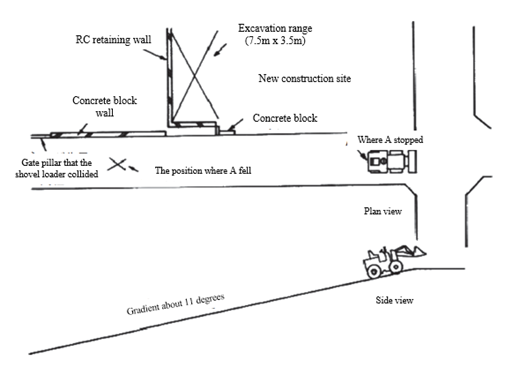 RC retaining wall
Excavation range
(7.5m x 3.5m)
New construction site
Concrete block
wall
Concrete block
Where A stopped
Gate pillar that the
shovel loader collided
The position where A fell
Plan view
Gradient about 11 degrees
Side view